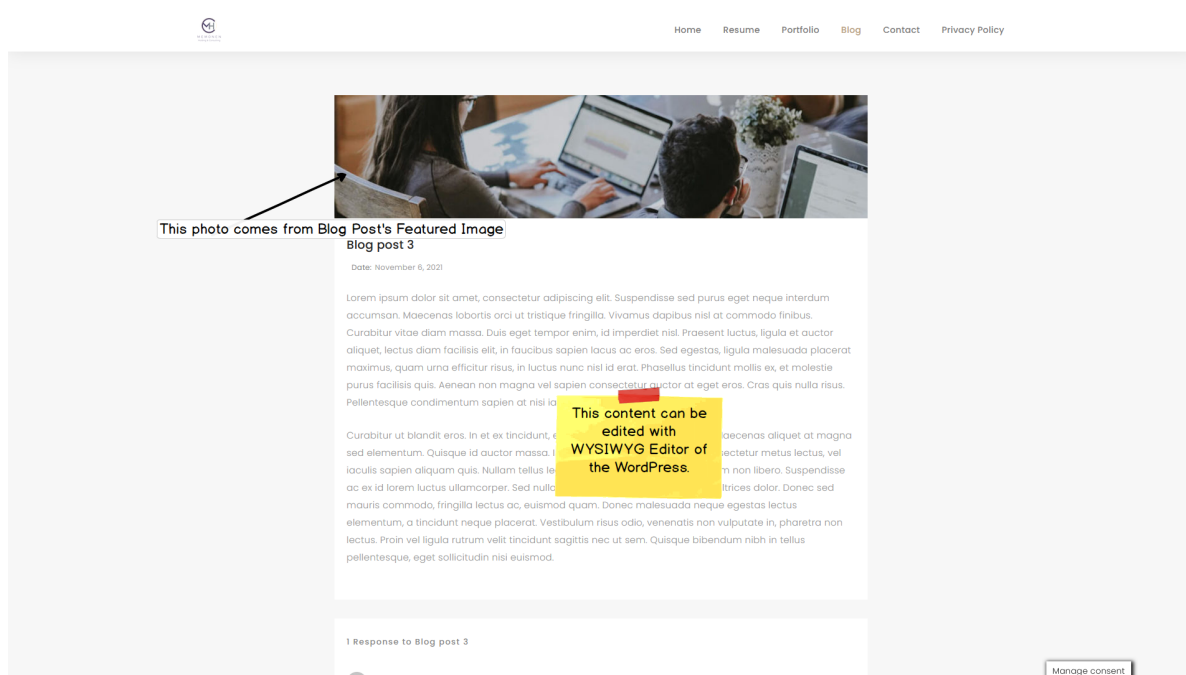 Home Resume Portfolio Blog Contact Privacy Policy
This photo comes from Blog Post's Featured Image
Blog post 3
Date: November 6, 2021
Lorem ipsum dolor sit amet, consectetur adipiscing elit. Suspendisse sed purus eget neque interdum
accumsan. Maecenas lobortis orci ut tristique fringilla. Vivamus dapibus nisl at commodo finibus.
Curabitur vitae diam massa. Duis eget tempor enim, id imperdiet nisl. Praesent luctus, ligula et auctor
aliquet, lectus diam facilisis elit, in faucibus sapien lacus ac eros. Sed egestas, ligula malesuada placerat
maximus, quam urna efficitur risus, in luctus nunc nisl id erat. Phasellus tincidunt mollis ex, et molestie
purus facilisis quis. Aenean non magna vel sapien consectetur auctor at eget eros. Cras quis nulla risus.
Pellentesque condimentum sapien at nisi
This content can be
edited with
WYSIWYG Editor of
the WordPress.
Curabitur ut blandit eros. In et ex tincidunt, aliquet at magna
sed elementum. Quisque id auctor massa. metus lectus, vel
iaculis sapien aliquam quis. Nullam tellus non libero. Suspendisse
ac ex id lorem luctus ullamcorper. Sed dolor. Donec sed
mauris commodo, fringilla lectus ac, euismod quam. Donec malesuada neque egestas lectus
elementum, a tincidunt neque placerat. Vestibulum risus odio, venenatis non vulputate in, pharetra non
lectus. Proin vel ligula rutrum velit tincidunt sagittis nec ut sem. Quisque bibendum nibh in tellus
pellentesque, eget sollicitudin nisi euismod.
1 Response to Blog post 3
Manage consent